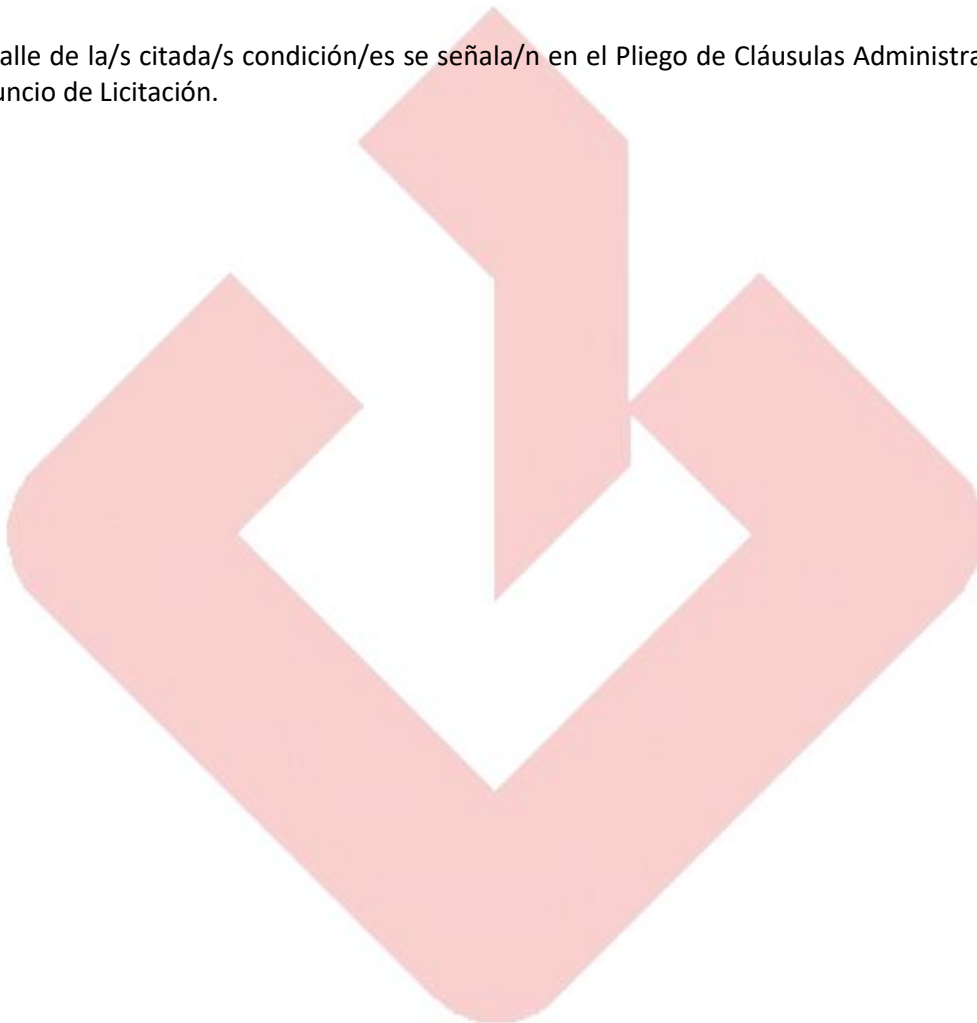 alle de la/s citada/s condición/es se señala/n en el Pliego de Cláusulas Administra
uncio de Licitación.